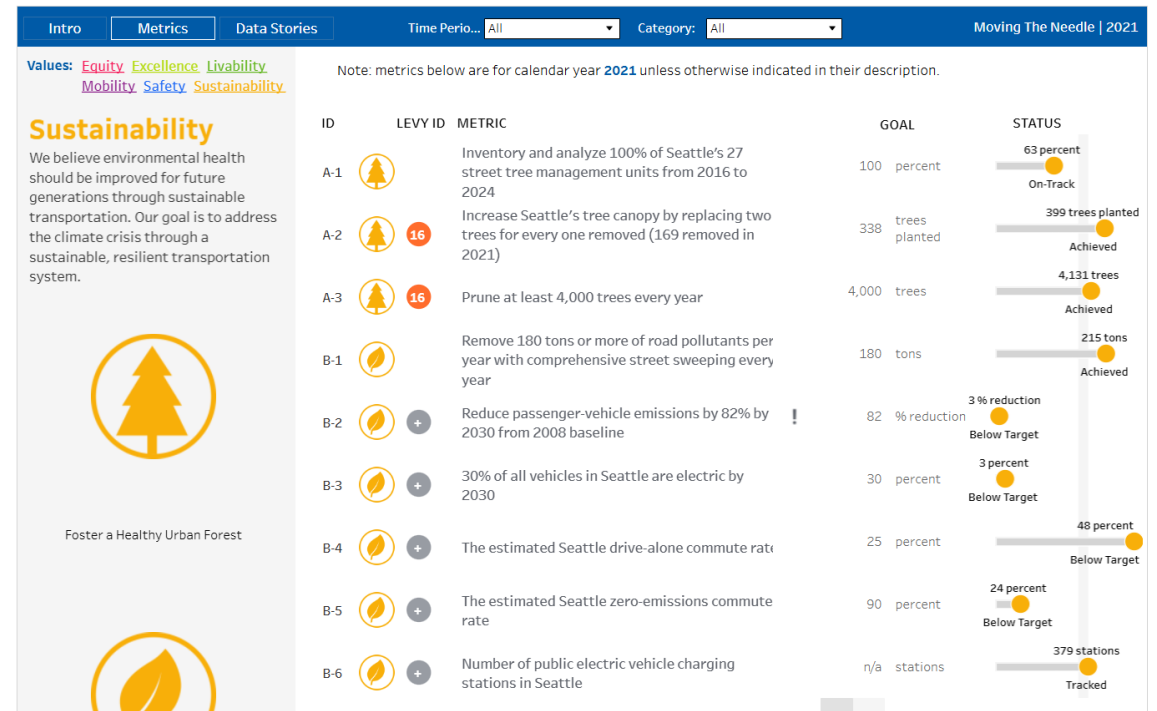 Intro Metrics Data Stories Time Perio... All Category: All Moving The Needle | 2021
Values: Equity Excellence Livability
Mobility Safety Sustainability
Note: metrics below are for calendar year 2021 unless otherwise indicated in their description.
Sustainability
We believe environmental health
should be improved for future
generations through sustainable
transportation. Our goal is to address
the climate crisis through a
sustainable, resilient transportation
system.
Foster a Healthy Urban Forest
ID LEVY ID METRIC GOAL STATUS
A-1
Inventory and analyze 100% of Seattle's 27
street tree management units from 2016 to
2024
100 percent
63 percent
On-Track
A-2 16
Increase Seattle's tree canopy by replacing two
trees for every one removed (169 removed in
2021)
338 trees
planted
399 trees planted
Achieved
A-3 16 Prune at least 4,000 trees every year
4,000 trees
4,131 trees
Achieved
B-1
Remove 180 tons or more of road pollutants per
year with comprehensive street sweeping every
year
180 tons
215 tons
Achieved
B-2 +
Reduce passenger-vehicle emissions by 82% by
2030 from 2008 baseline
!
82 % reduction
3 % reduction
Below Target
B-3 +
30% of all vehicles in Seattle are electric by
2030
30 percent
3 percent
Below Target
B-4 + The estimated Seattle drive-alone commute rate
25 percent
48 percent
Below Target
B-5 +
The estimated Seattle zero-emissions commute
rate
90 percent
24 percent
Below Target
B-6 +
Number of public electric vehicle charging
stations in Seattle
n/a stations
379 stations
Tracked